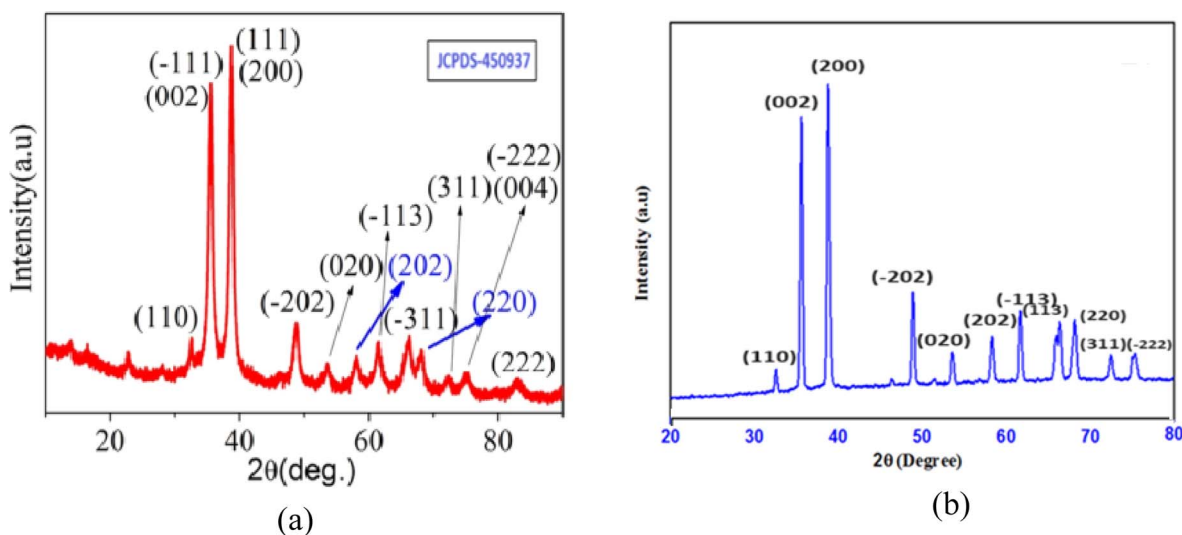 JCPDS-450937
(-111)
(002)
(111)
(200)
(110)
(-202)
(020)
(202)
(-113)
(-311)
(220)
(311)
(-222)
(004)
(222)
Intensity(a.u)
20 40 60 80
2θ(deg.)
(a)
(110)
(002)
(200)
(-202)
(020)
(202)
(-113)
(113)
(220)
(311)
(-222)
Intensity (a.u)
20 30 40 50 60 70 80
2θ (Degree)
(b)